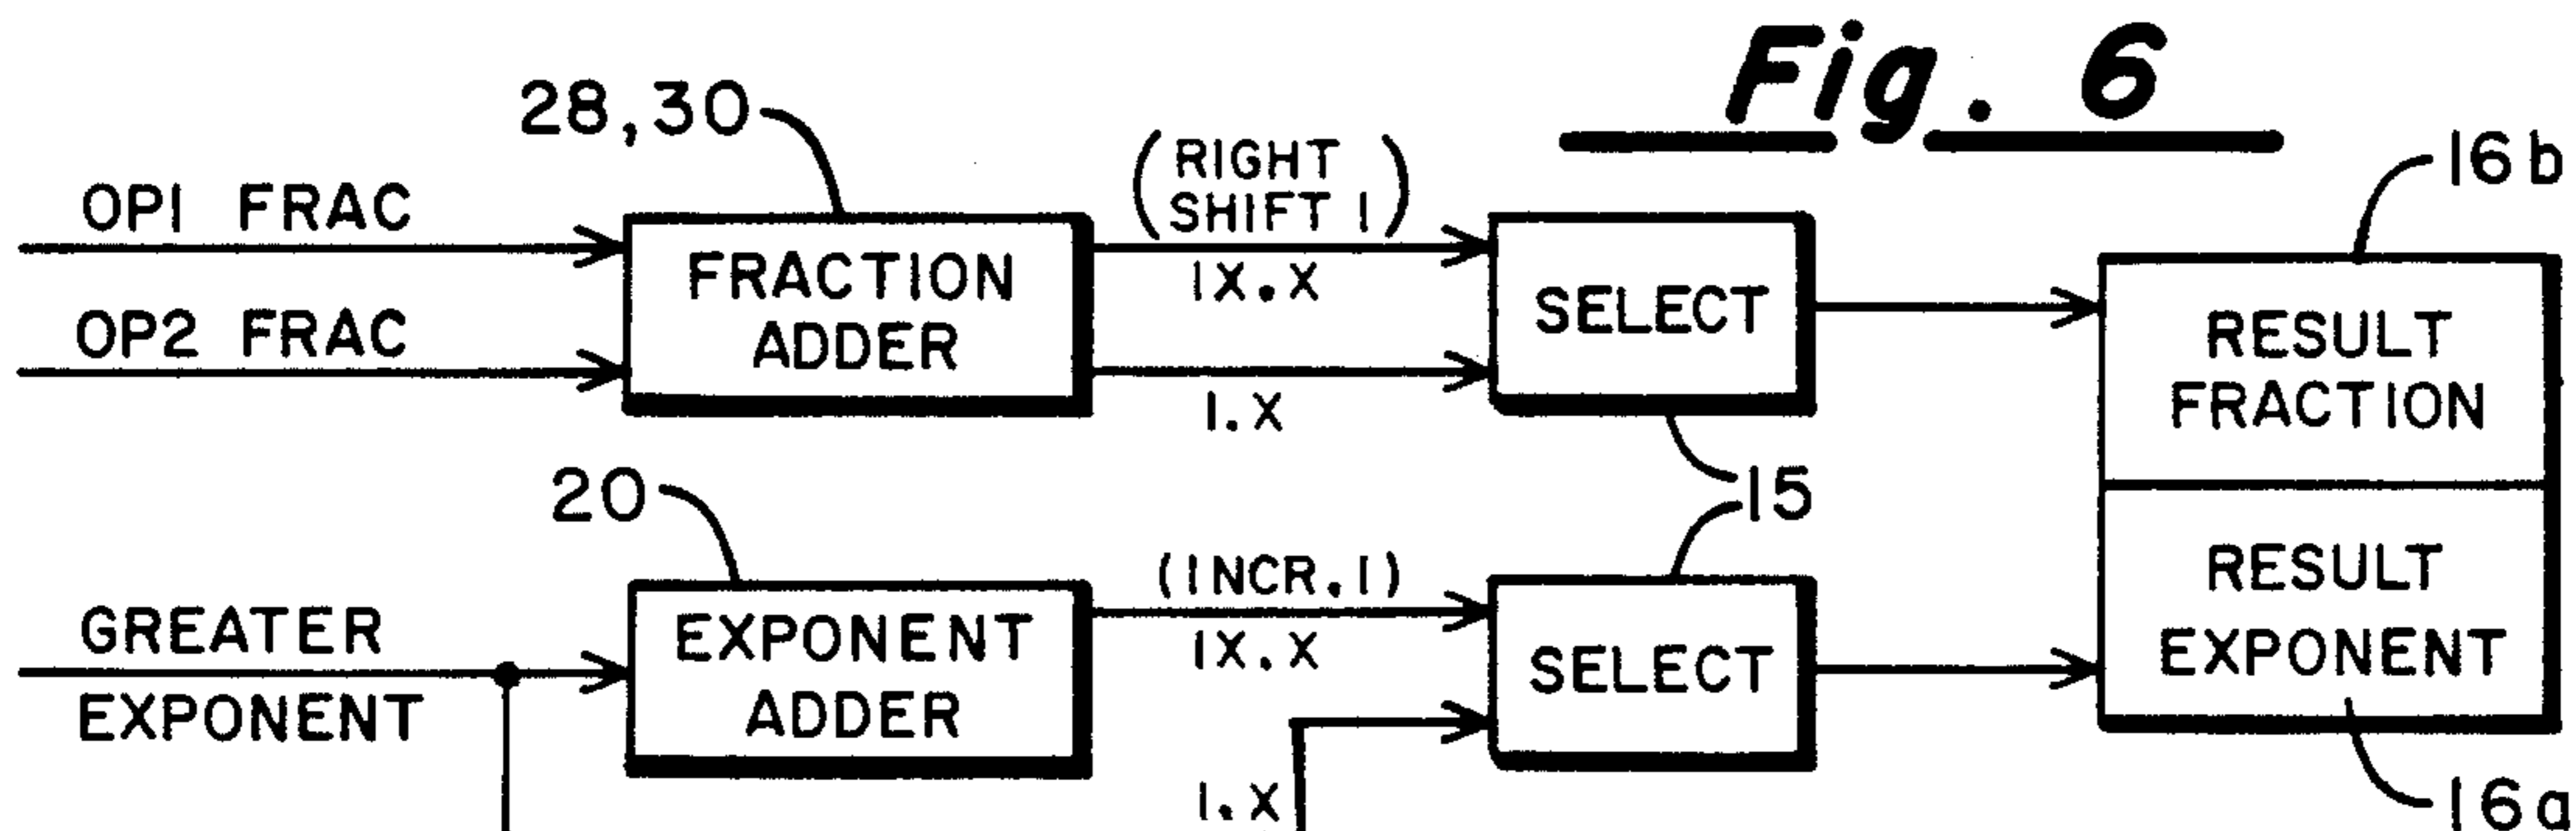 Fig. 6
28,30
(RIGHT
SHIFT 1)
16b
OP1 FRAC
FRACTION
ADDER
1X.X
SELECT
RESULT
FRACTION
OP2 FRAC
1.X
15
20
(INCR.1)
GREATER
EXPONENT
EXPONENT
ADDER
1X.X
SELECT
RESULT
EXPONENT
1.X
16a